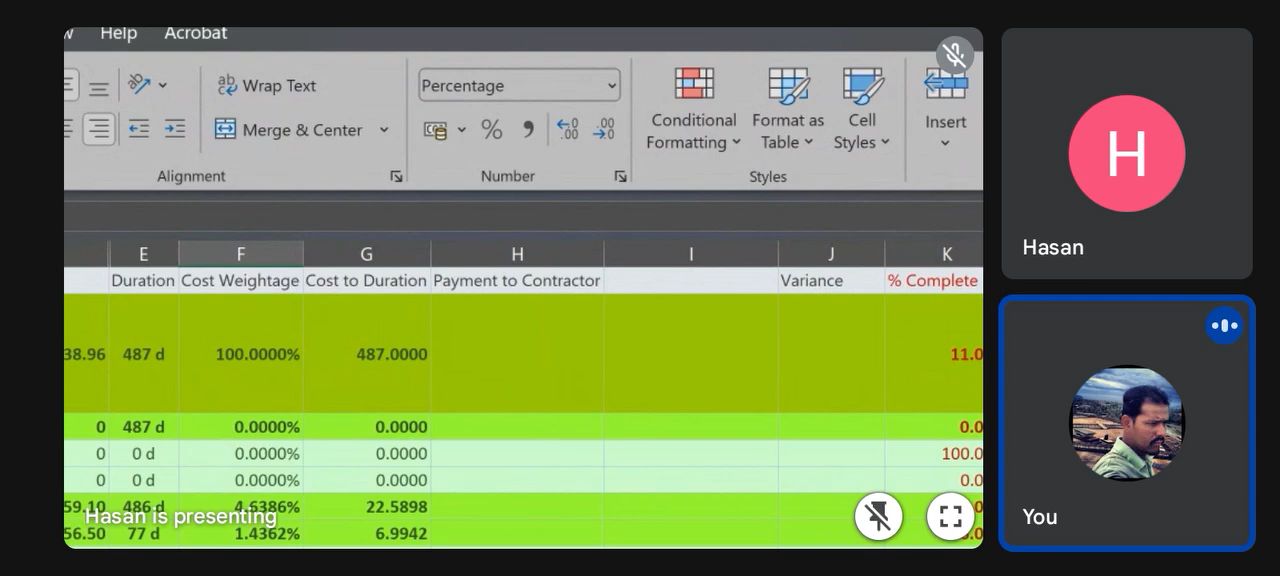 Help Acrobat
Wrap Text
Percentage
Merge & Center
Conditional Formatting
Format as Table
Cell Styles
Insert
Alignment Number Styles
E F G H I J K
Duration Cost Weightage Cost to Duration Payment to Contractor Variance % Complete
38.96 487 d 100.0000% 487.0000 11.0
0 487 d 0.0000% 0.0000 0.0
0 0 d 0.0000% 0.0000 100.0
0 0 d 0.0000% 0.0000 0.0
59.10 486 d 4.6386% 22.5898
Hasan is presenting
56.50 77 d 1.4362% 6.9942
H
Hasan
You